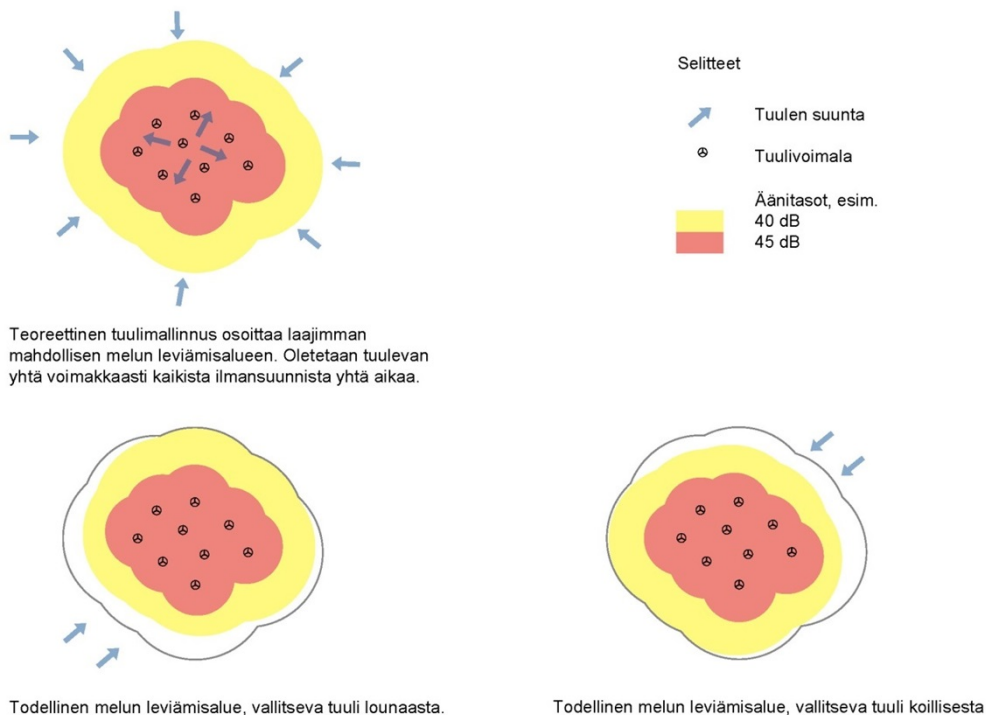 Selitteet
Tuulen suunta
Tuulivoimala
Äänitasot, esim.
40 dB
45 dB
Teoreettinen tuulimallinnus osoittaa laajimman
mahdollisen melun leviämisalueen. Oletetaan tuulevan
yhtä voimakkaasti kaikista ilmansuunnista yhtä aikaa.
Todellinen melun leviämisalue, vallitseva tuuli lounaasta.
Todellinen melun leviämisalue, vallitseva tuuli koillisesta